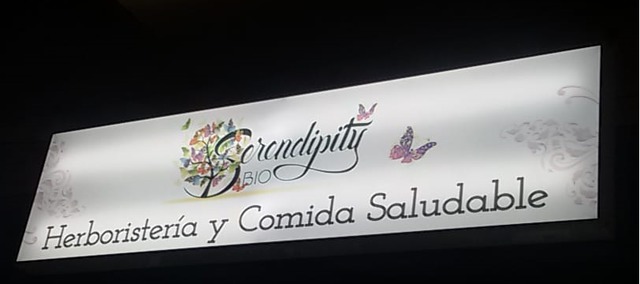 Serendipity
BIO
Herboristería y Comida Saludable